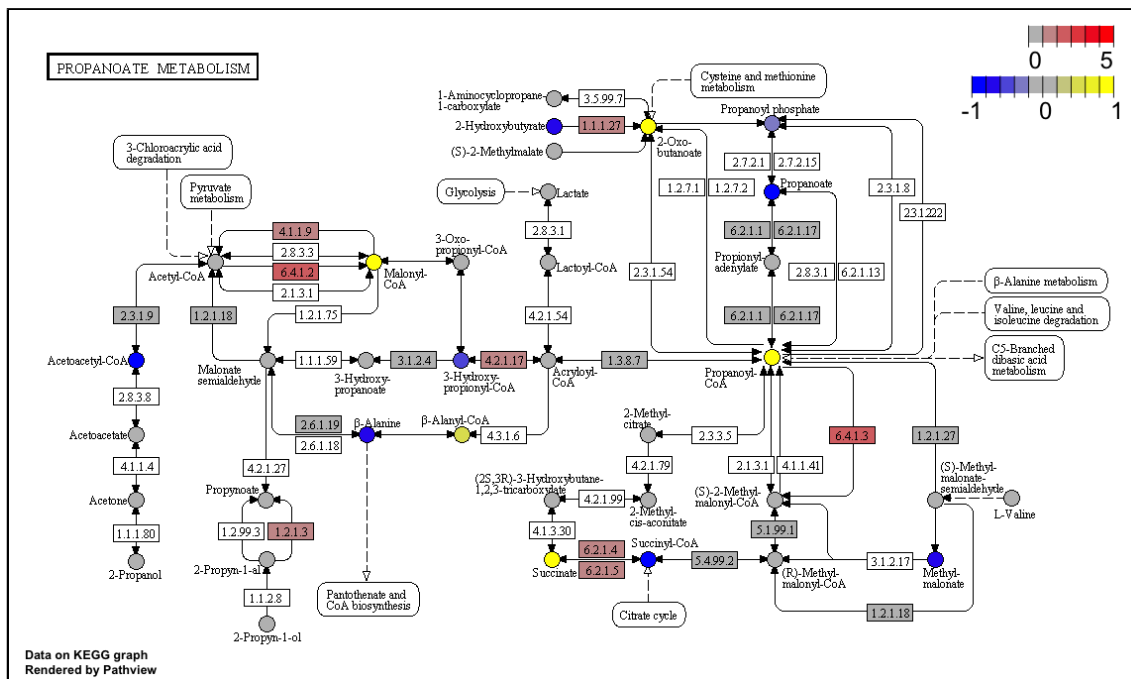 PROPANOATE METABOLISM
0 5
-1 0 1
Cysteine and methionine
metabolism
1-Aminocyclopropane-
1-carboxylate
3.5.99.7
Propanoyl phosphate
2-Hydroxybutyrate
1.1.1.27
2-Oxo-
butanoate
(S)-2-Methylmalate
3-Chloroacrylic acid
degradation
Pyruvate
metabolism
Glycolysis
Lactate
2.7.2.1
2.7.2.15
1.2.7.1
1.2.7.2
Propanoate
2.3.1.8
2.3.1.222
4.1.1.9
2.8.3.3
6.4.1.2
2.1.3.1
Acetyl-CoA
Malonyl-
CoA
3-Oxo-
propionyl-CoA
2.8.3.1
Lactoyl-CoA
6.2.1.1
6.2.1.17
Propionyl-
adenylate
2.3.1.54
2.8.3.1
6.2.1.13
β-Alanine metabolism
Valine, leucine and
isoleucine degradation
C5-Branched
dibasic acid
metabolism
2.3.1.9
1.2.1.18
1.2.1.75
4.2.1.54
6.2.1.1
6.2.1.17
Acetoacetyl-CoA
Malonate
semialdehyde
1.1.1.59
3-Hydroxy-
propanoate
3.1.2.4
3-Hydroxy-
propionyl-CoA
4.2.1.17
Acryloyl-
CoA
1.3.8.7
Propanoyl-
CoA
2.8.3.8
Acetoacetate
2.6.1.19
2.6.1.18
β-Alanine
β-Alanyl-CoA
4.3.1.6
2-Methyl-
citrate
2.3.3.5
6.4.1.3
1.2.1.27
4.1.1.4
Acetone
4.2.1.27
Propynoate
4.2.1.79
2.1.3.1
4.1.1.41
(2S,3R)-3-Hydroxybutane-
1,2,3-tricarboxylate
4.2.1.99
2-Methyl-
cis-aconitate
(S)-2-Methyl-
malonyl-CoA
(S)-Methyl-
malonate-
semialdehyde
L-Valine
1.1.1.80
2-Propanol
1.2.99.3
1.2.1.3
2-Propyn-1-al
4.1.3.30
5.1.99.1
Succinate
6.2.1.4
6.2.1.5
Succinyl-CoA
5.4.99.2
(R)-Methyl-
malonyl-CoA
3.1.2.17
Methyl-
malonate
1.1.2.8
2-Propyn-1-ol
Pantothenate and
CoA biosynthesis
Citrate cycle
1.2.1.18
Data on KEGG graph
Rendered by Pathview